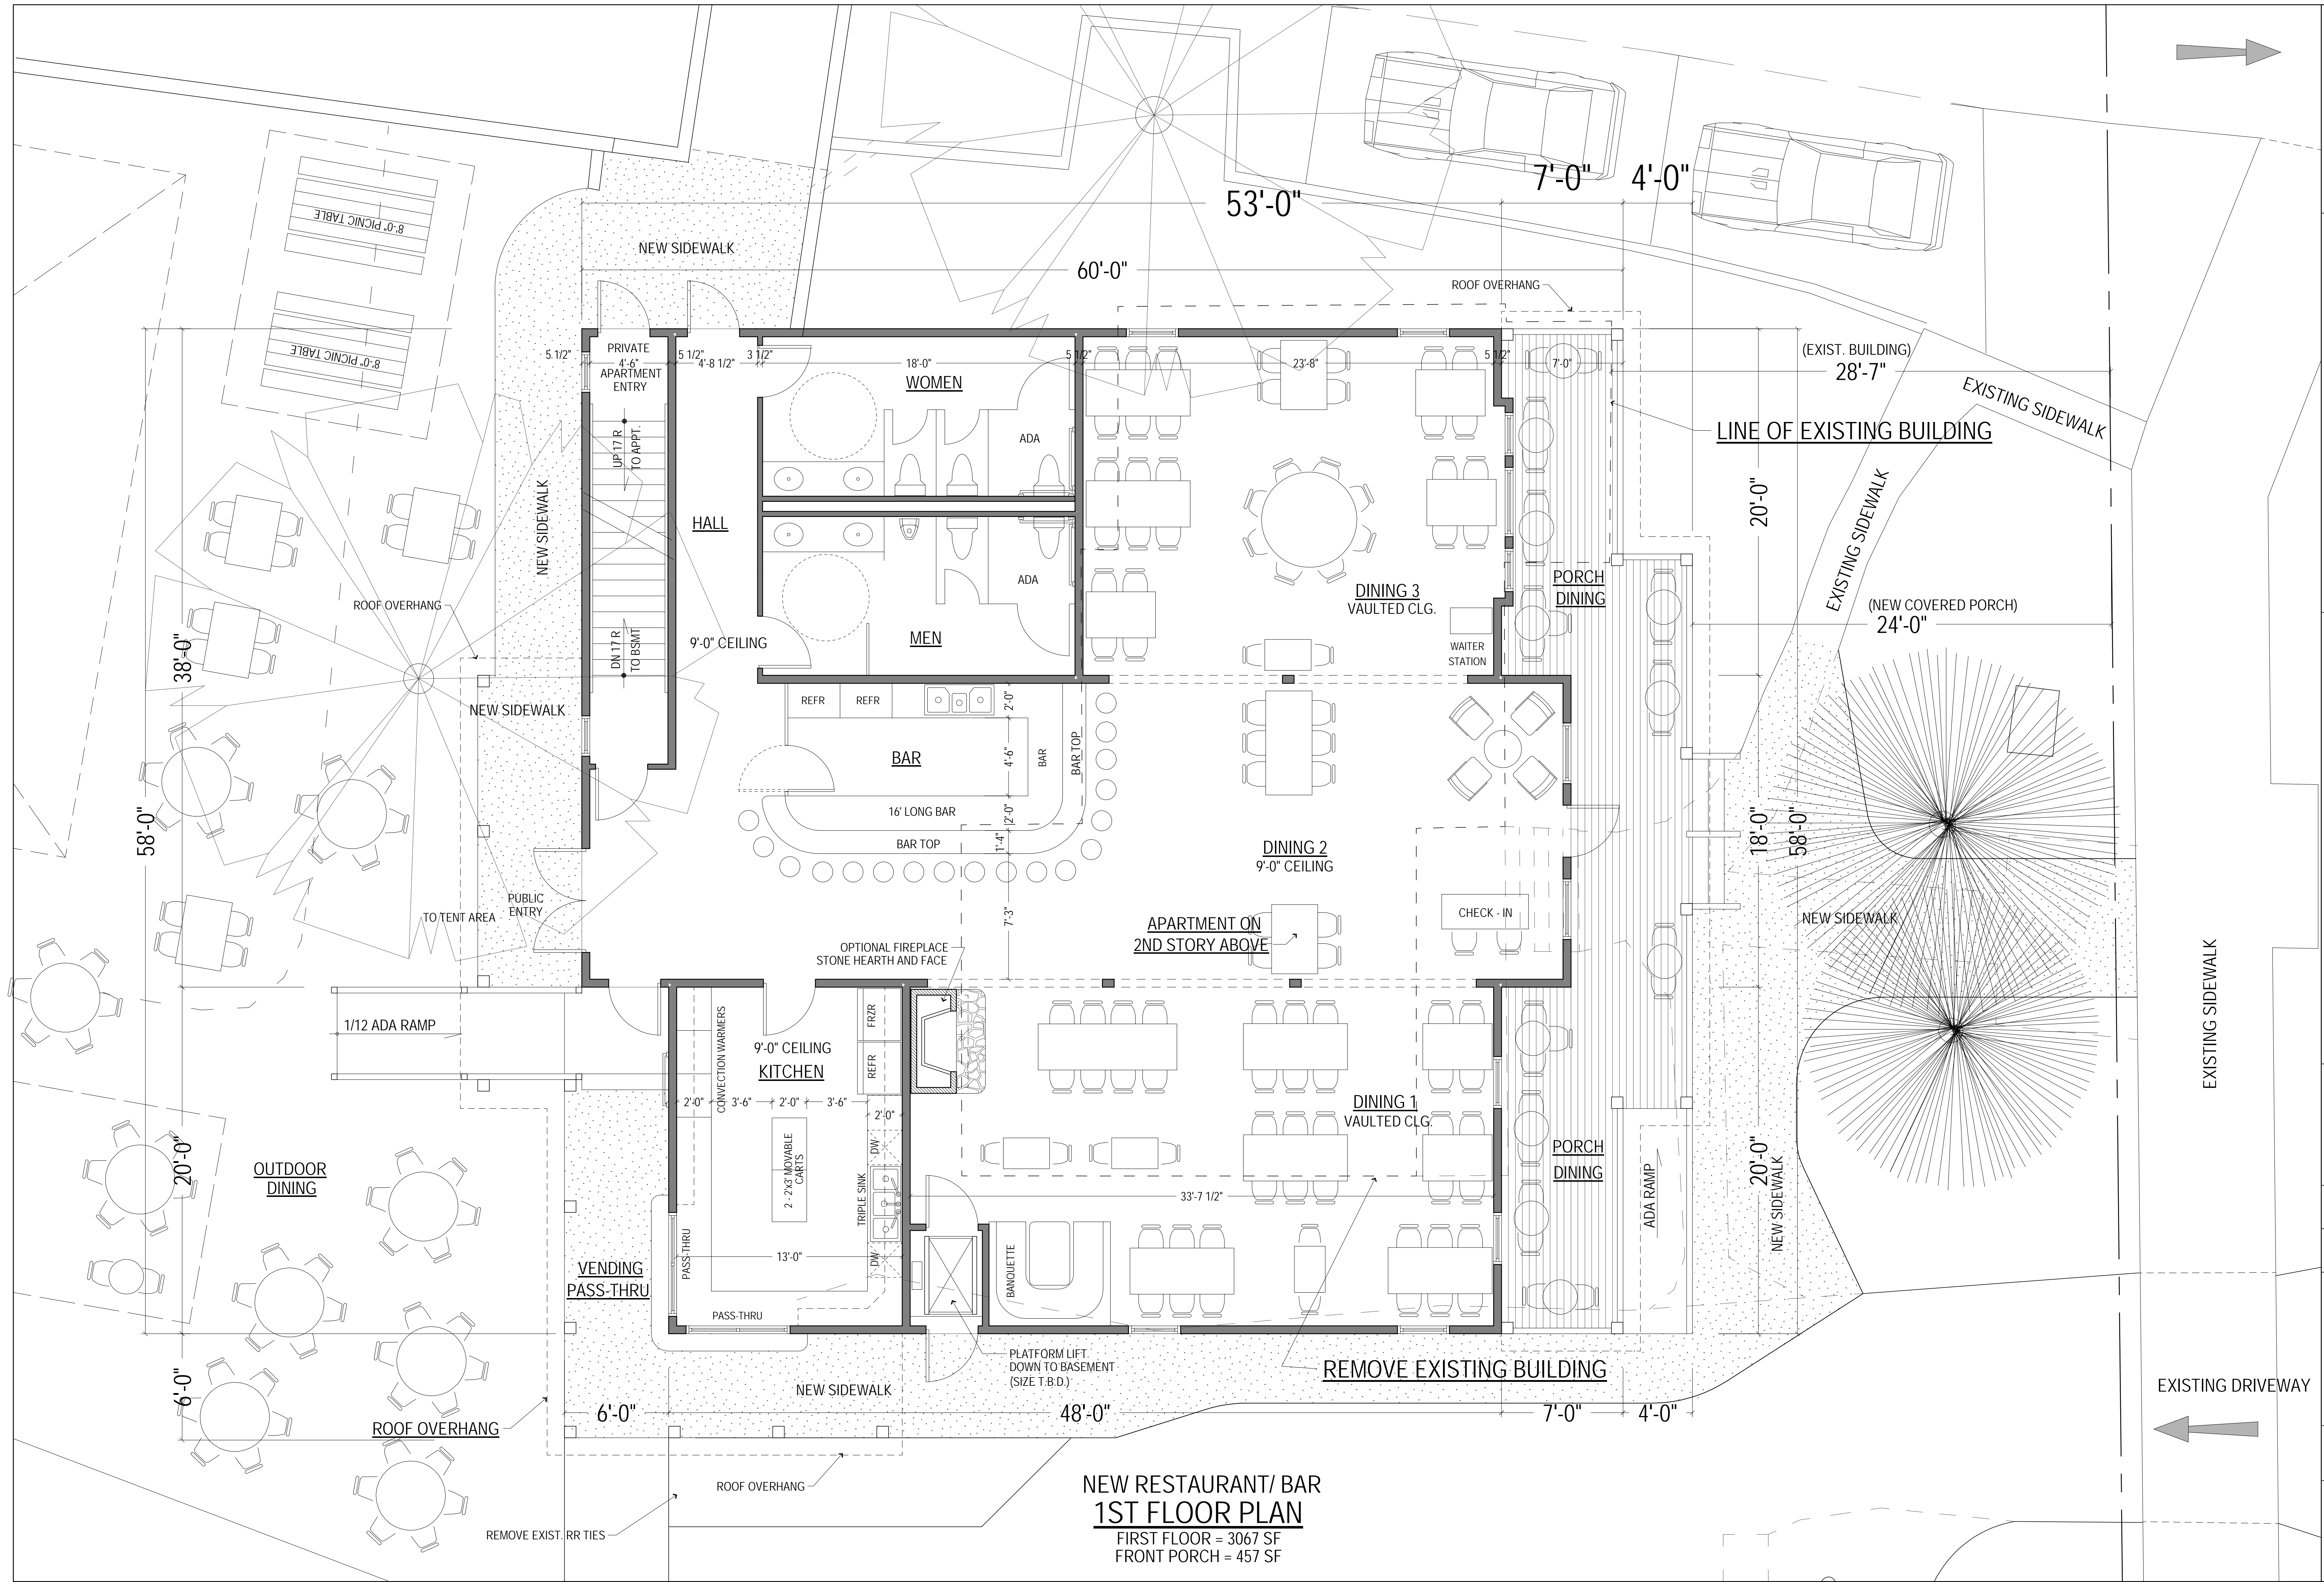 7'-0"
4'-0"
53'-0"
NEW SIDEWALK
60'-0"
ROOF OVERHANG
8'-0" PICNIC TABLE
8'-0" PICNIC TABLE
5 1/2"
PRIVATE
4'-6"
APARTMENT
ENTRY
5 1/2"
4'-8 1/2"
3 1/2"
18'-0"
5 1/2"
23'-8"
5 1/2"
7'-0"
(EXIST. BUILDING)
28'-7"
WOMEN
EXISTING SIDEWALK
LINE OF EXISTING BUILDING
UP 17 R
TO APPT.
ADA
NEW SIDEWALK
HALL
20'-0"
EXISTING SIDEWALK
ADA
DINING 3
VAULTED CLG.
PORCH
DINING
ROOF OVERHANG
(NEW COVERED PORCH)
24'-0"
38'-0"
DN 17 R
TO BSMT
9'-0" CEILING
MEN
WAITER
STATION
NEW SIDEWALK
REFR
REFR
2'-0"
BAR
4'-6"
BAR
BAR TOP
16' LONG BAR
2'-0"
BAR TOP
1'-4"
58'-0"
DINING 2
9'-0" CEILING
18'-0"
58'-0"
PUBLIC
ENTRY
TO TENT AREA
7'-3"
APARTMENT ON
2ND STORY ABOVE
CHECK - IN
NEW SIDEWALK
OPTIONAL FIREPLACE
STONE HEARTH AND FACE
EXISTING SIDEWALK
1/12 ADA RAMP
CONVECTION WARMERS
9'-0" CEILING
KITCHEN
FRZR
REFR
2'-0"
3'-6"
2'-0"
3'-6"
2'-0"
DINING 1
VAULTED CLG.
2 - 2'x3' MOVABLE
CARTS
DW
TRIPLE SINK
DW
PORCH
DINING
20'-0"
OUTDOOR
DINING
33'-7 1/2"
ADA RAMP
20'-0"
NEW SIDEWALK
PASS-THRU
13'-0"
BANQUETTE
VENDING
PASS-THRU
PASS-THRU
PLATFORM LIFT
DOWN TO BASEMENT
(SIZE T.B.D.)
REMOVE EXISTING BUILDING
NEW SIDEWALK
EXISTING DRIVEWAY
6'-0"
6'-0"
48'-0"
7'-0"
4'-0"
ROOF OVERHANG
ROOF OVERHANG
REMOVE EXIST. RR TIES
NEW RESTAURANT/ BAR
1ST FLOOR PLAN
FIRST FLOOR = 3067 SF
FRONT PORCH = 457 SF